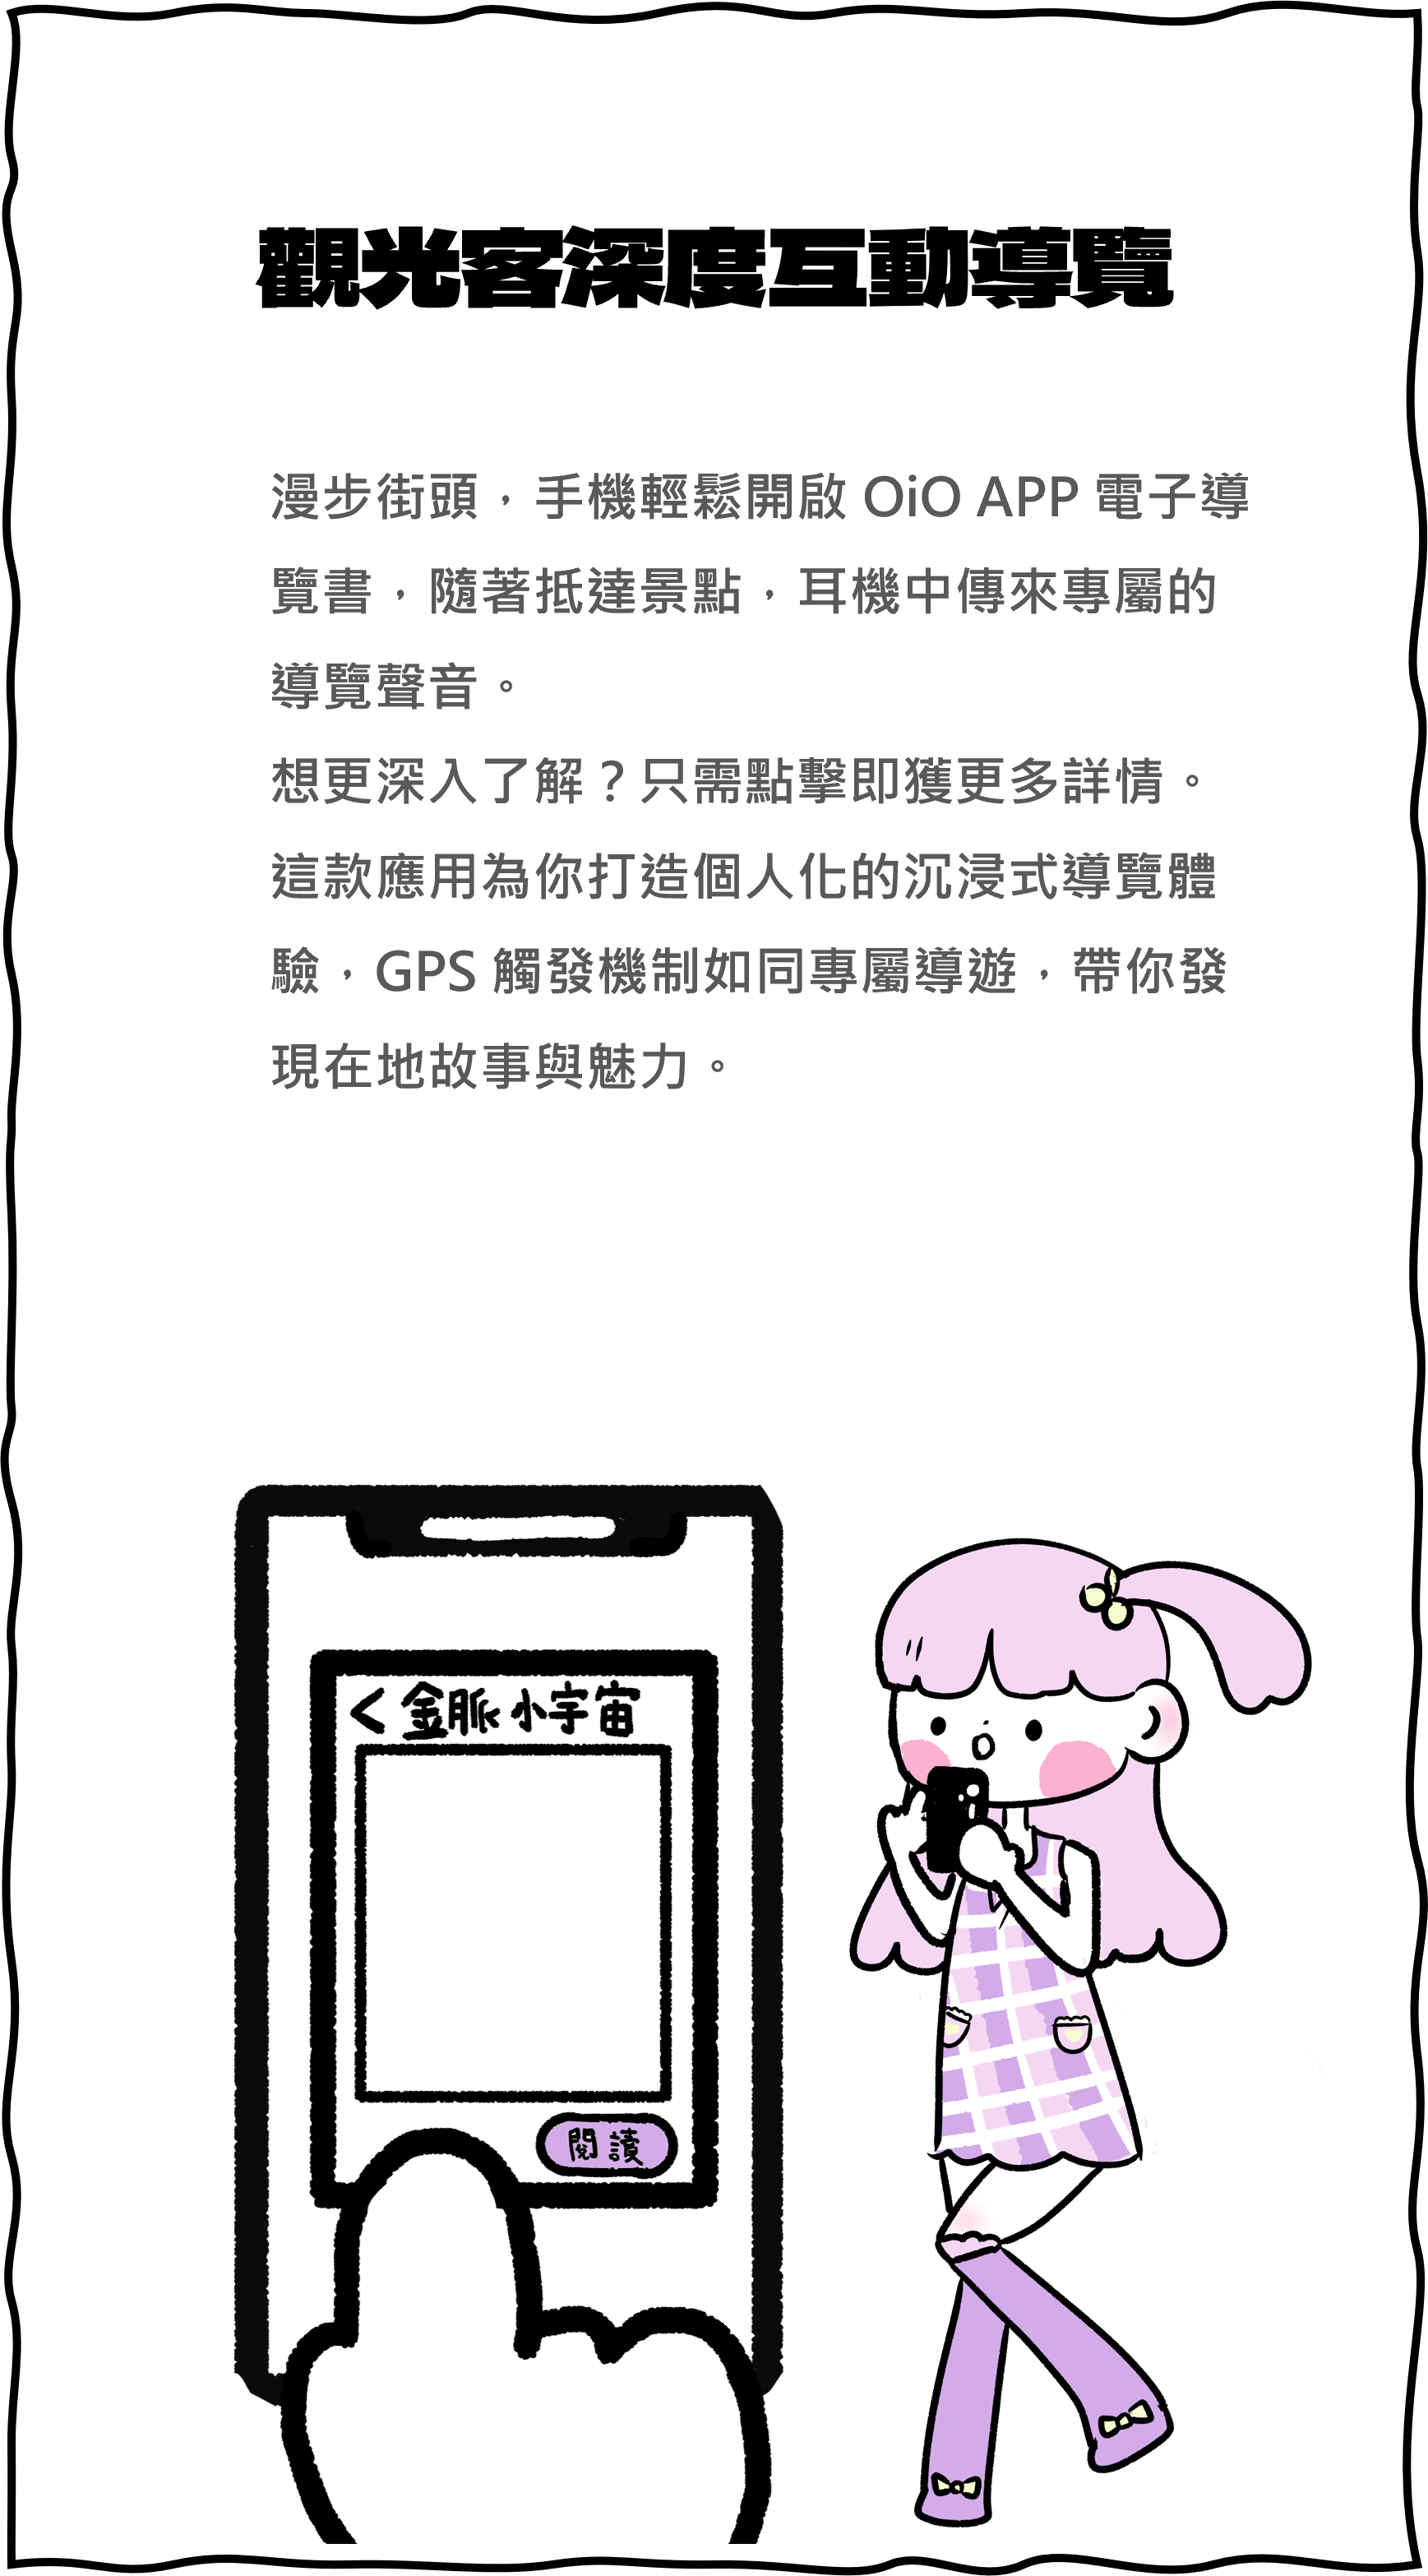 觀光客深度互動導覽
漫步街頭，手機輕鬆開啟 OiO APP 電子導
覽書，隨著抵達景點，耳機中傳來專屬的
導覽聲音。
想更深入了解？只需點擊即獲更多詳情。
這款應用為你打造個人化的沉浸式導覽體
驗，GPS 觸發機制如同專屬導遊，帶你發
現在地故事與魅力。
< 金脈小宇宙
閱讀